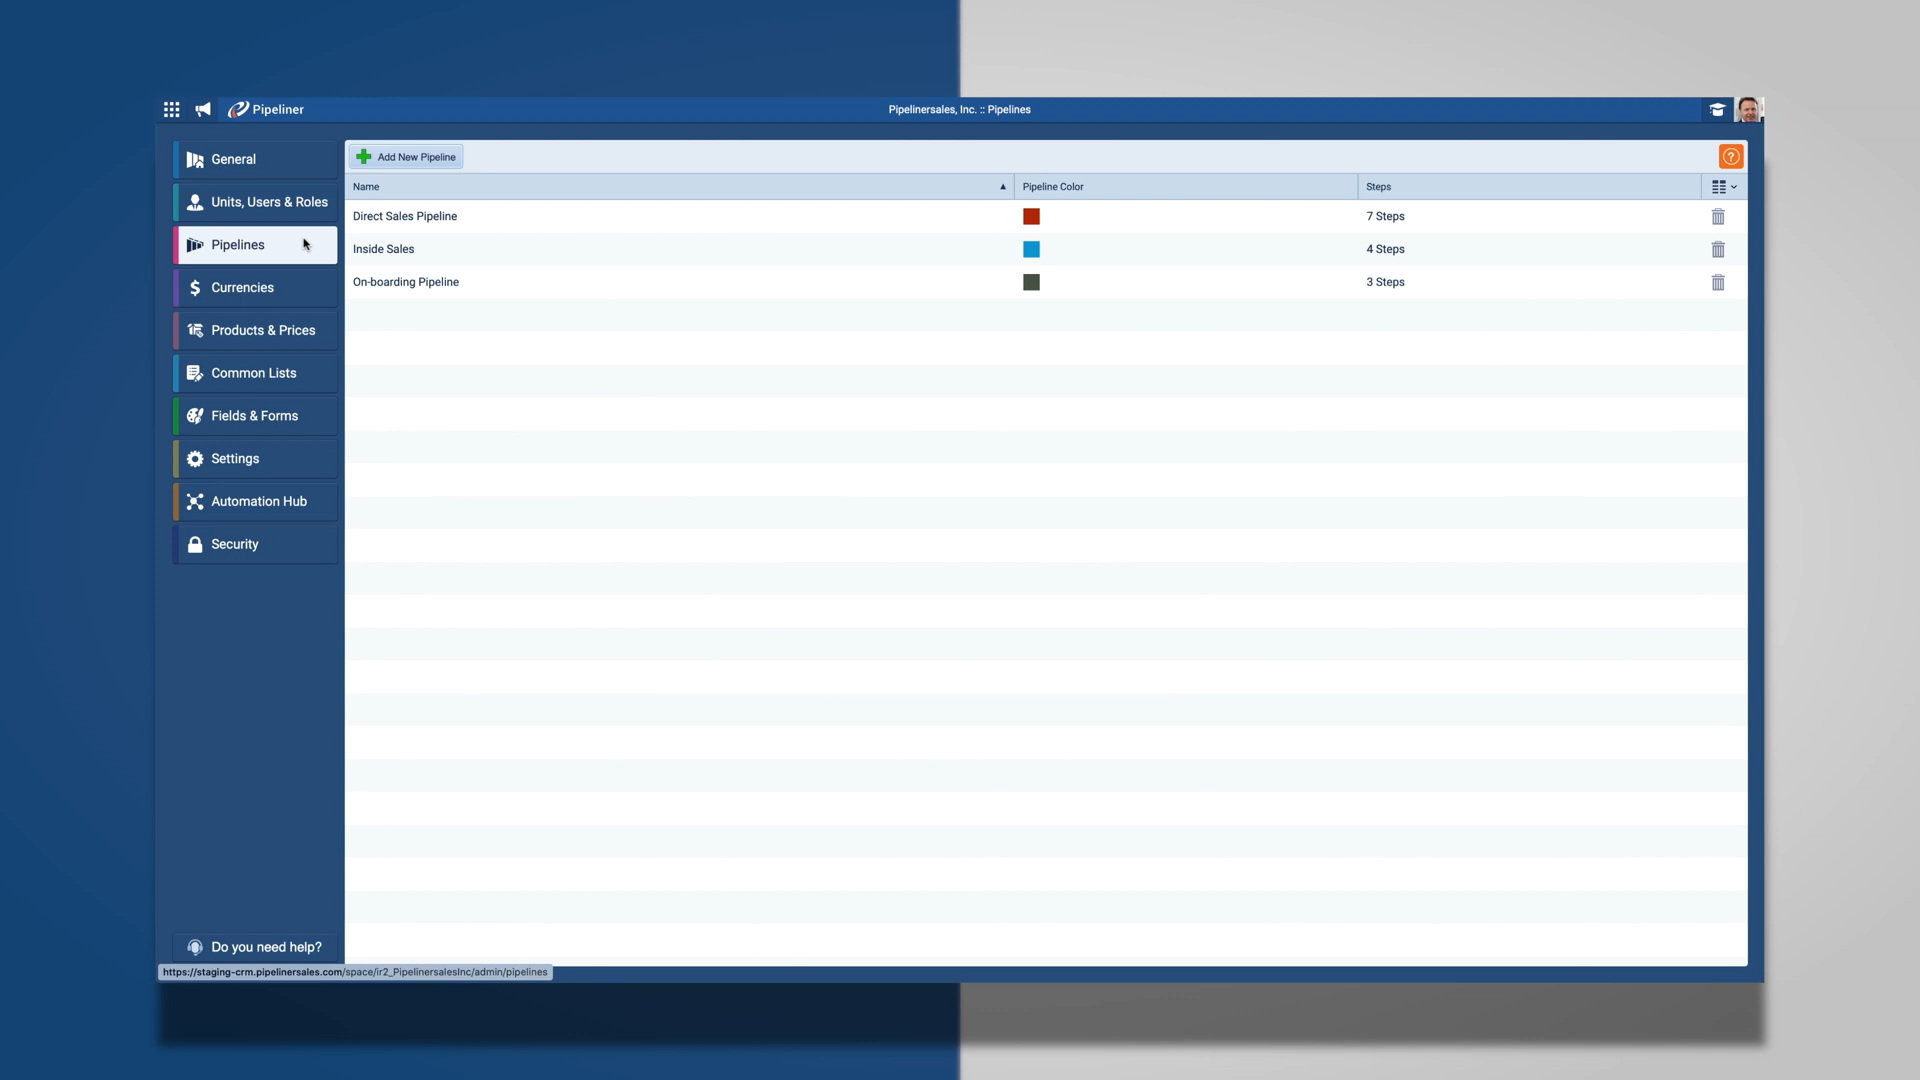 Pipeliner
Pipelinersales, Inc. :: Pipelines
General
Units, Users & Roles
Pipelines
Currencies
Products & Prices
Common Lists
Fields & Forms
Settings
Automation Hub
Security
Do you need help?
Add New Pipeline
?
Name Pipeline Color Steps
Direct Sales Pipeline 7 Steps
Inside Sales 4 Steps
On-boarding Pipeline 3 Steps
https://staging-crm.pipelinersales.com/space/ir2_PipelinersalesInc/admin/pipelines